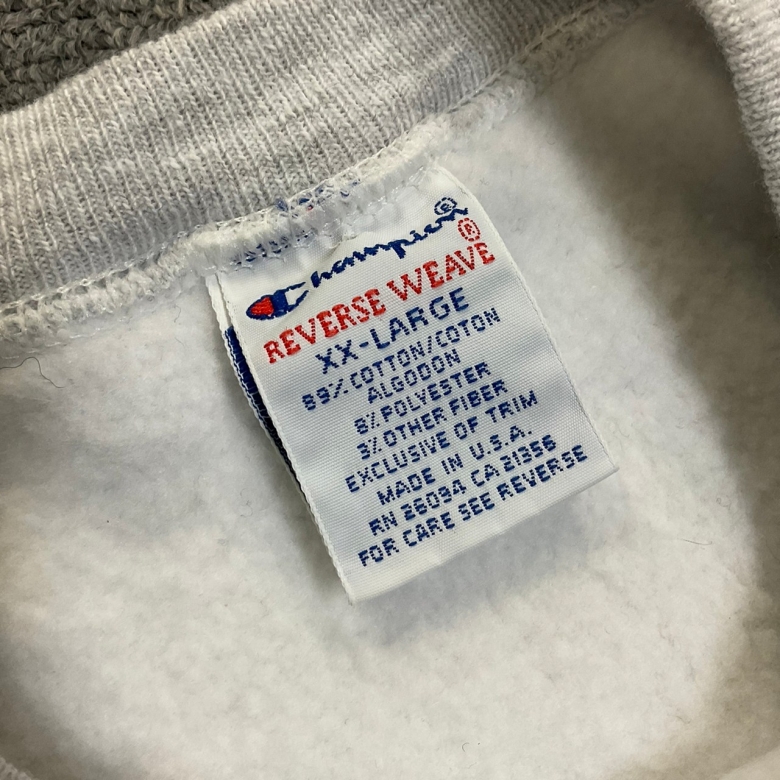 Champion®
REVERSE WEAVE®
XX-LARGE
89% COTTON/COTON
ALGODON
8% POLYESTER
3% OTHER FIBER
EXCLUSIVE OF TRIM
MADE IN U.S.A.
RN 26094 CA 21356
FOR CARE SEE REVERSE